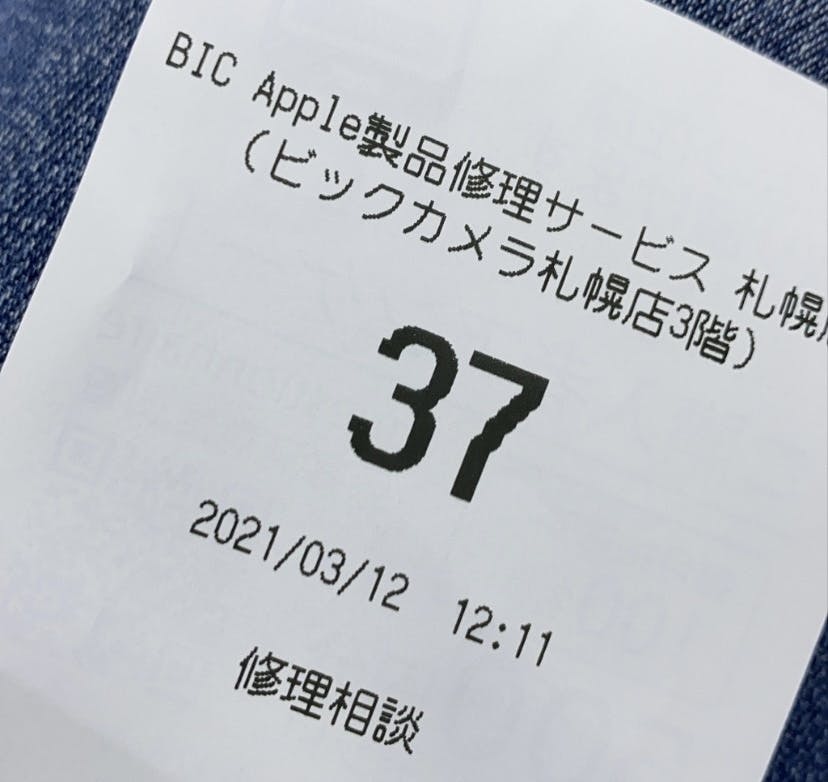 BIC Apple製品修理サービス 札幌店
(ビックカメラ札幌店3階)
37
2021/03/12 12:11
修理相談